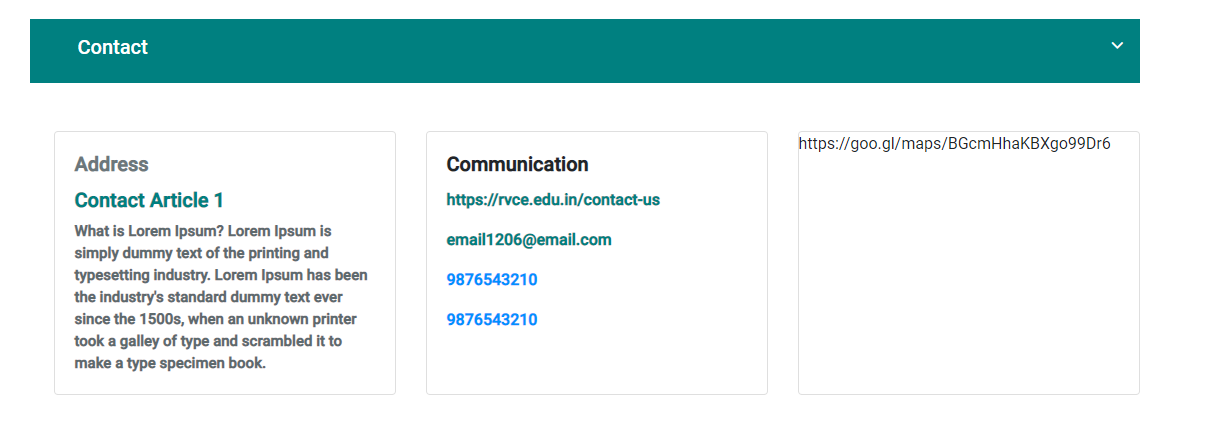 Contact
Address
Contact Article 1
What is Lorem Ipsum? Lorem Ipsum is
simply dummy text of the printing and
typesetting industry. Lorem Ipsum has been
the industry's standard dummy text ever
since the 1500s, when an unknown printer
took a galley of type and scrambled it to
make a type specimen book.
Communication
https://rvce.edu.in/contact-us
email1206@email.com
9876543210
9876543210
https://goo.gl/maps/BGcmHhaKBXgo99Dr6